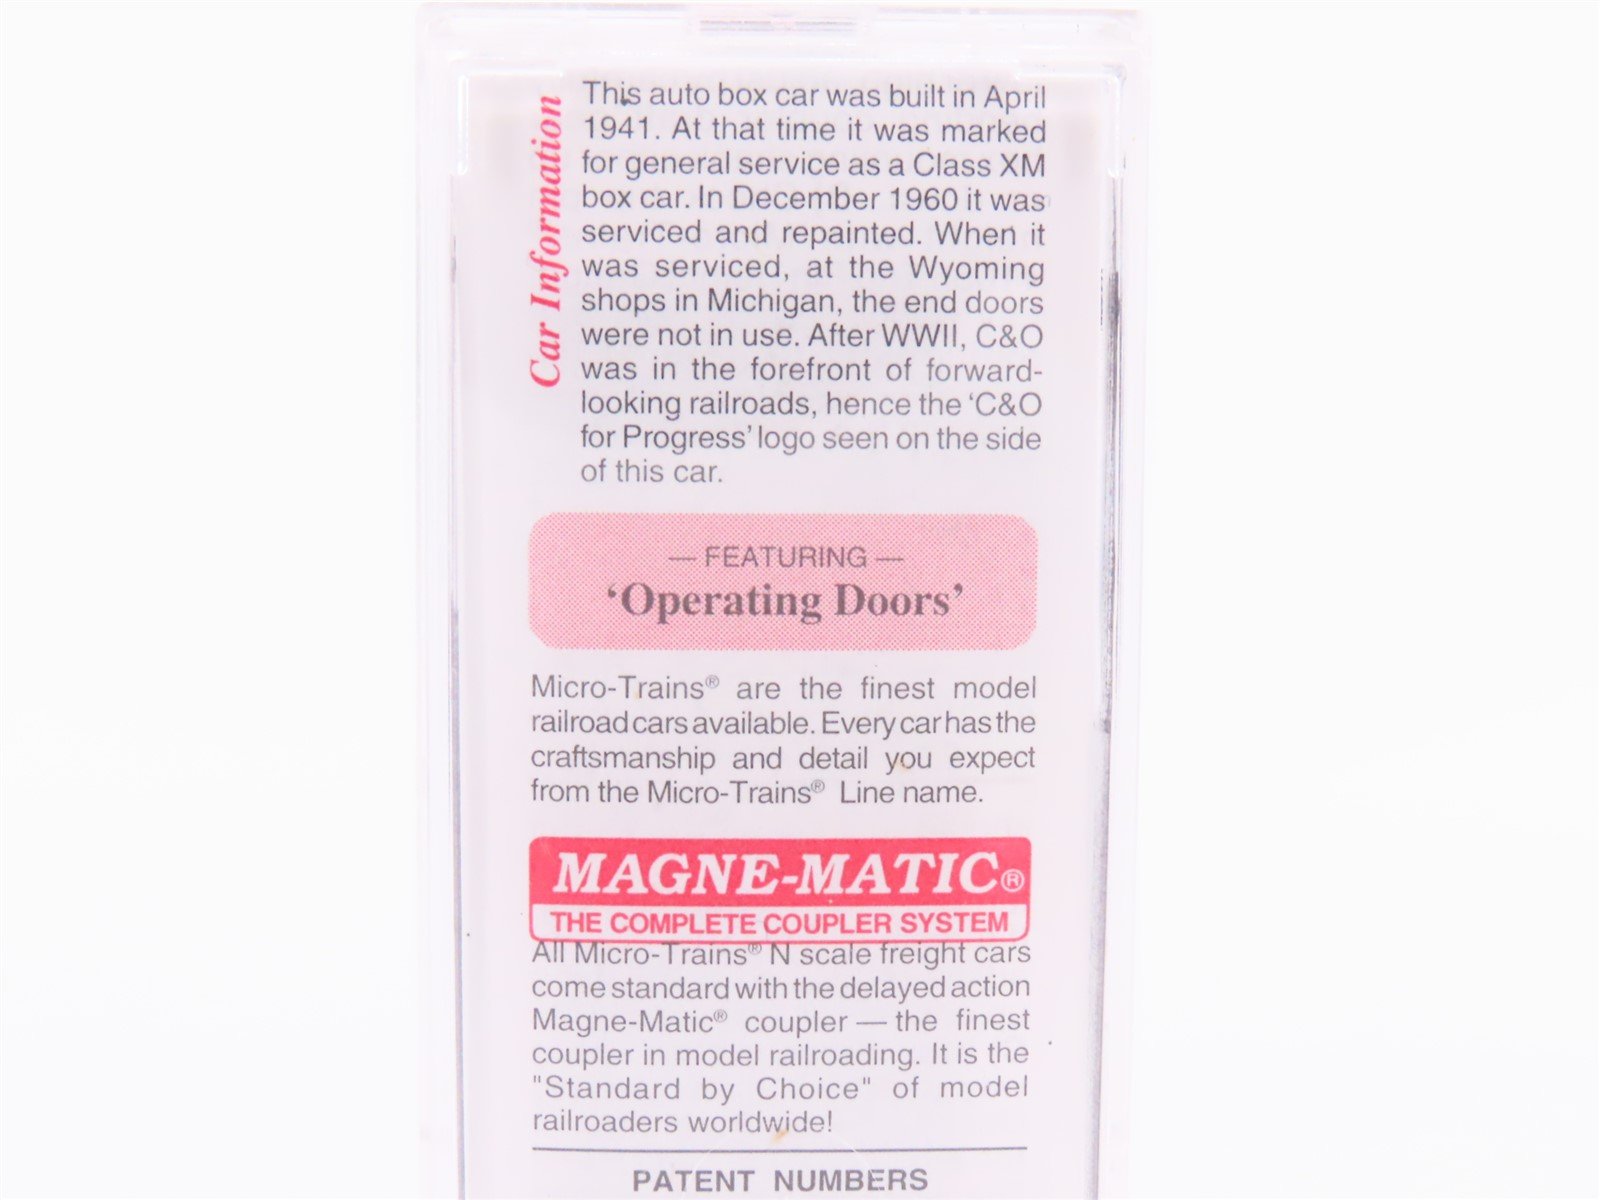 Car Information
This auto box car was built in April
1941. At that time it was marked
for general service as a Class XM
box car. In December 1960 it was
serviced and repainted. When it
was serviced, at the Wyoming
shops in Michigan, the end doors
were not in use. After WWII, C&O
was in the forefront of forward-
looking railroads, hence the ‘C&O
for Progress’ logo seen on the side
of this car.
— FEATURING —
‘Operating Doors’
Micro-Trains® are the finest model
railroad cars available. Every car has the
craftsmanship and detail you expect
from the Micro-Trains® Line name.
MAGNE-MATIC®
THE COMPLETE COUPLER SYSTEM
All Micro-Trains® N scale freight cars
come standard with the delayed action
Magne-Matic® coupler — the finest
coupler in model railroading. It is the
"Standard by Choice" of model
railroaders worldwide!
PATENT NUMBERS